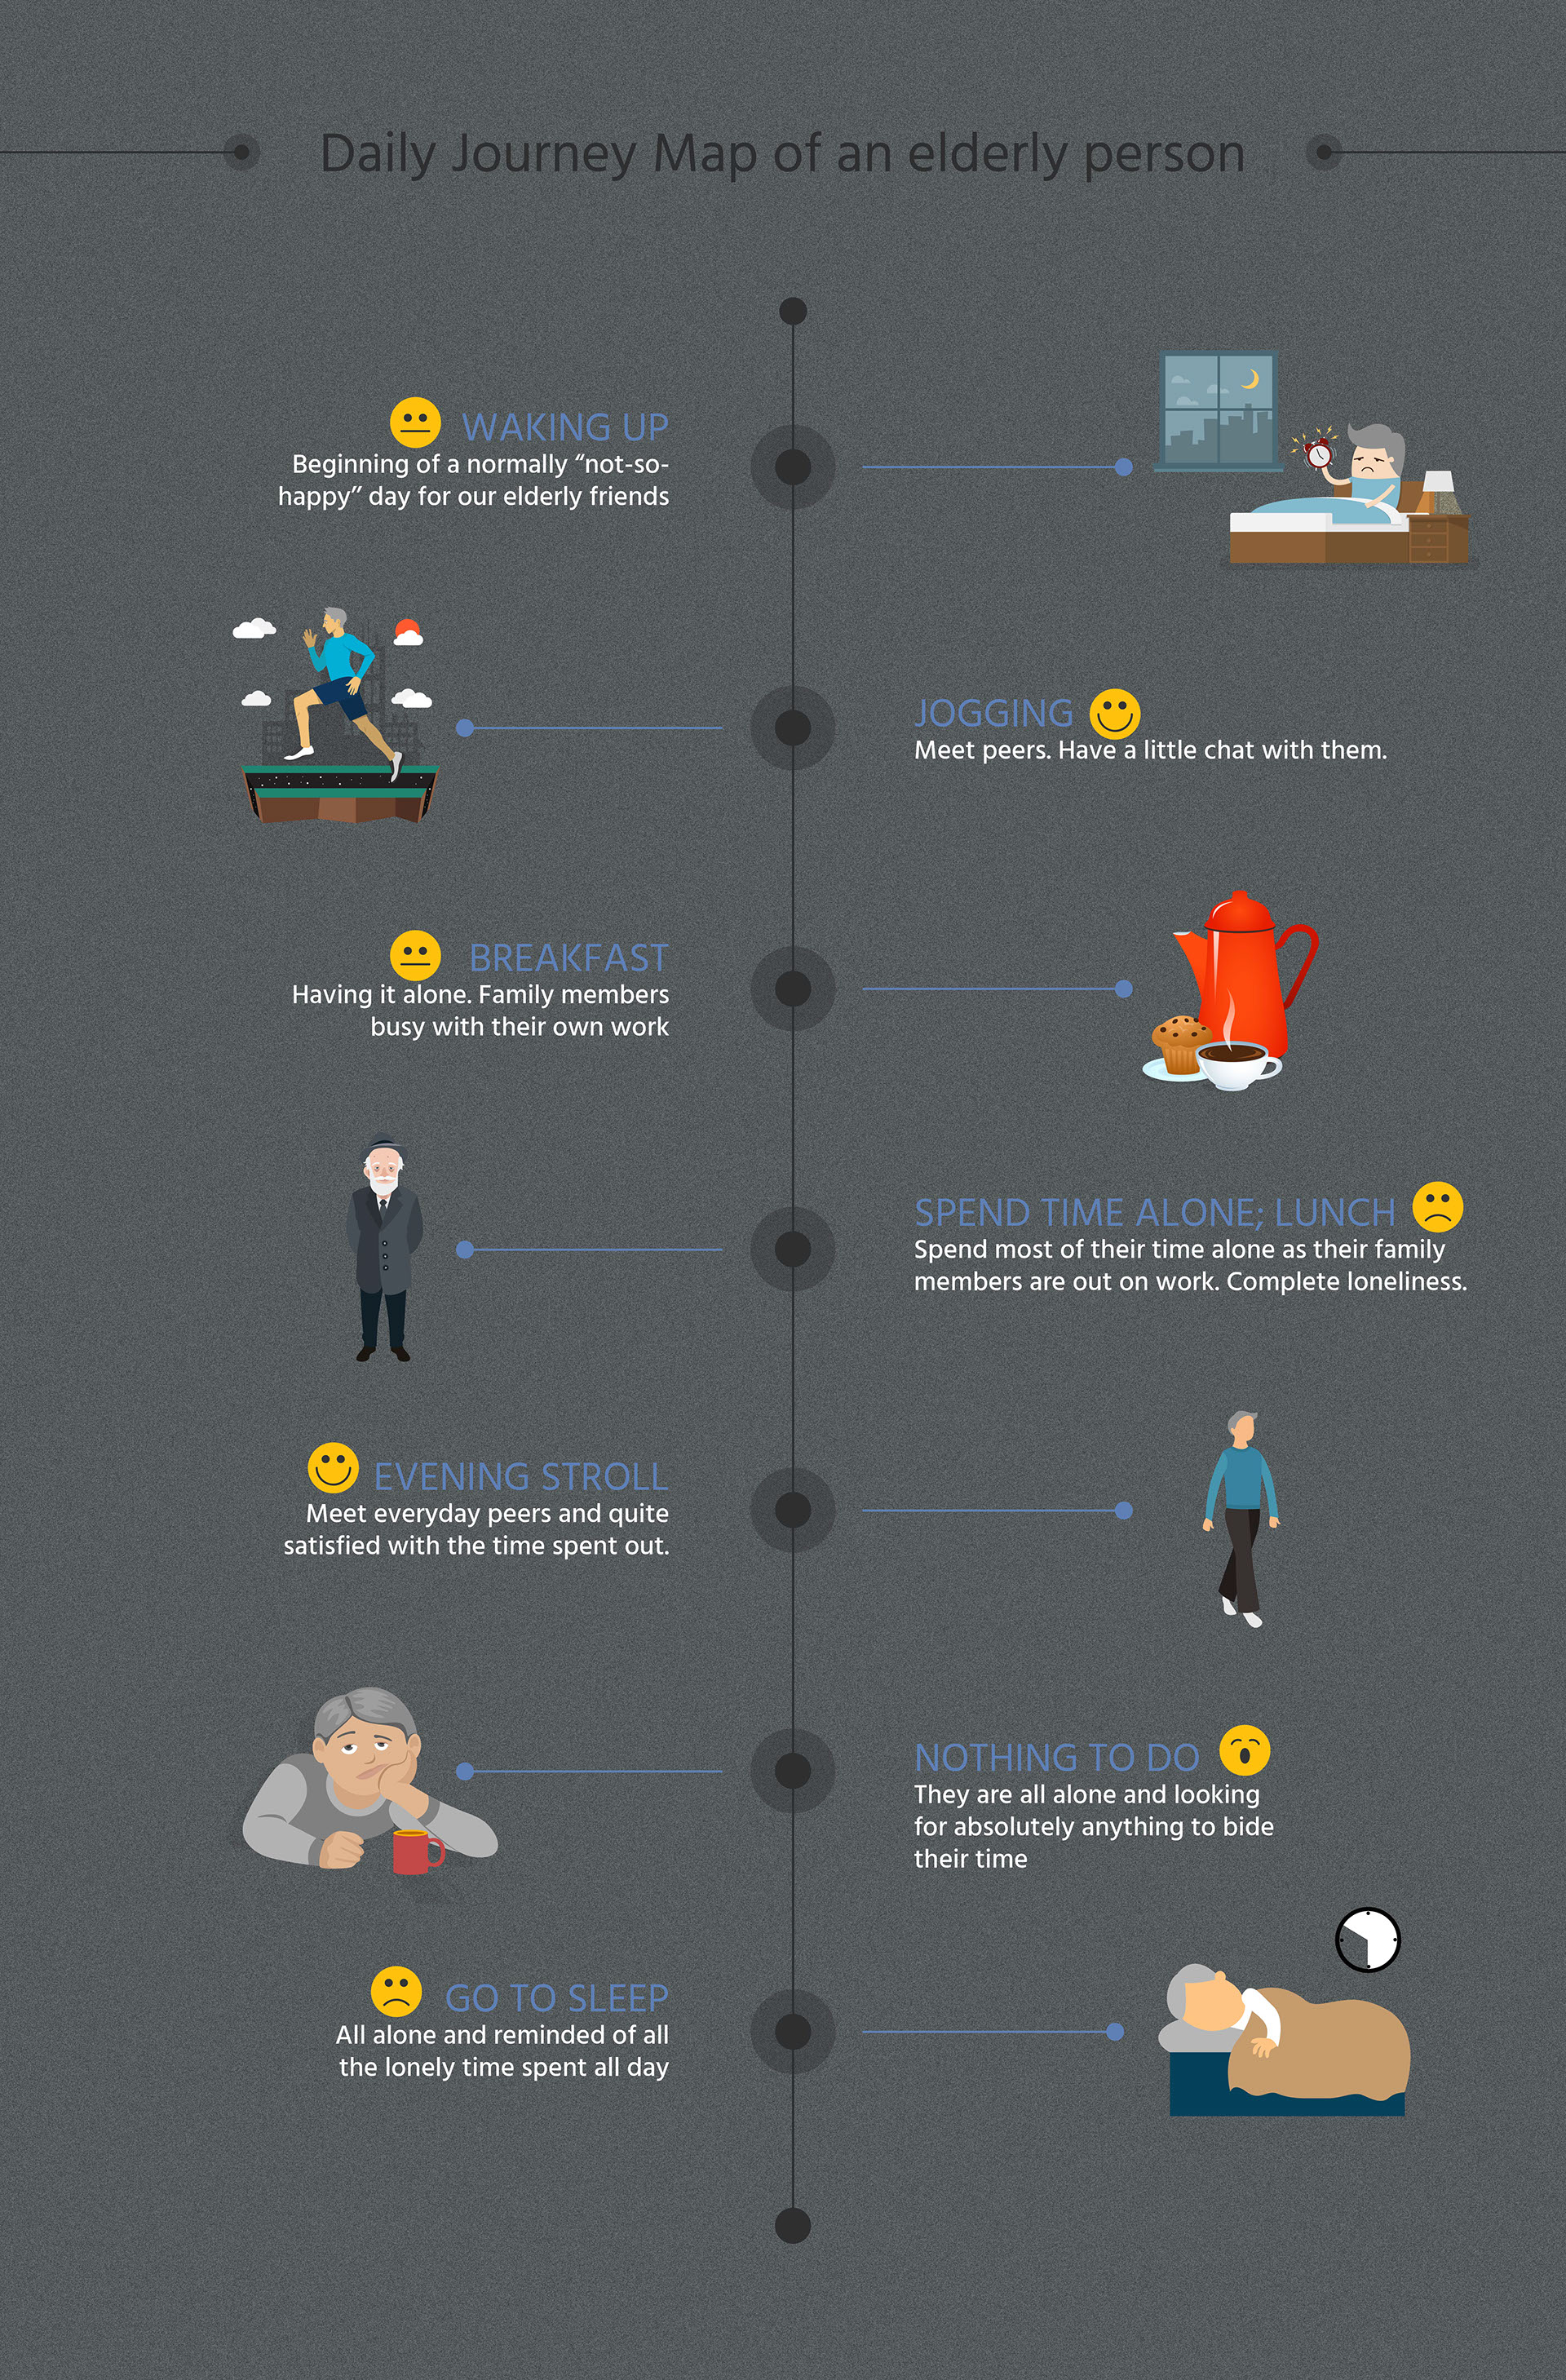 Daily Journey Map of an elderly person
WAKING UP
Beginning of a normally “not-so-
happy” day for our elderly friends
JOGGING
Meet peers. Have a little chat with them.
BREAKFAST
Having it alone. Family members
busy with their own work
SPEND TIME ALONE; LUNCH
Spend most of their time alone as their family
members are out on work. Complete loneliness.
EVENING STROLL
Meet everyday peers and quite
satisfied with the time spent out.
NOTHING TO DO
They are all alone and looking
for absolutely anything to bide
their time
GO TO SLEEP
All alone and reminded of all
the lonely time spent all day